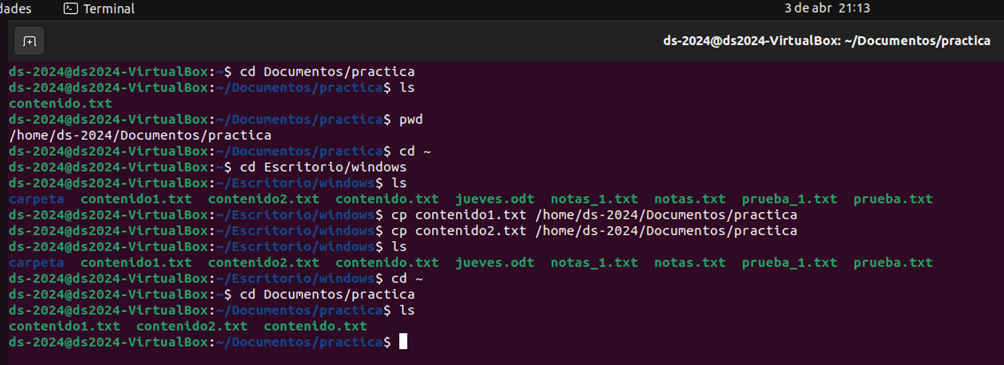 dades Terminal 3 de abr 21:13
ds-2024@ds2024-VirtualBox: ~/Documentos/practica
ds-2024@ds2024-VirtualBox:~$ cd Documentos/practica
ds-2024@ds2024-VirtualBox:~/Documentos/practica$ ls
contenido.txt
ds-2024@ds2024-VirtualBox:~/Documentos/practica$ pwd
/home/ds-2024/Documentos/practica
ds-2024@ds2024-VirtualBox:~/Documentos/practica$ cd ~
ds-2024@ds2024-VirtualBox:~$ cd Escritorio/windows
ds-2024@ds2024-VirtualBox:~/Escritorio/windows$ ls
carpeta contenido1.txt contenido2.txt contenido.txt jueves.odt notas_1.txt notas.txt prueba_1.txt prueba.txt
ds-2024@ds2024-VirtualBox:~/Escritorio/windows$ cp contenido1.txt /home/ds-2024/Documentos/practica
ds-2024@ds2024-VirtualBox:~/Escritorio/windows$ cp contenido2.txt /home/ds-2024/Documentos/practica
ds-2024@ds2024-VirtualBox:~/Escritorio/windows$ ls
carpeta contenido1.txt contenido2.txt contenido.txt jueves.odt notas_1.txt notas.txt prueba_1.txt prueba.txt
ds-2024@ds2024-VirtualBox:~/Escritorio/windows$ cd ~
ds-2024@ds2024-VirtualBox:~$ cd Documentos/practica
ds-2024@ds2024-VirtualBox:~/Documentos/practica$ ls
contenido1.txt contenido2.txt contenido.txt
ds-2024@ds2024-VirtualBox:~/Documentos/practica$